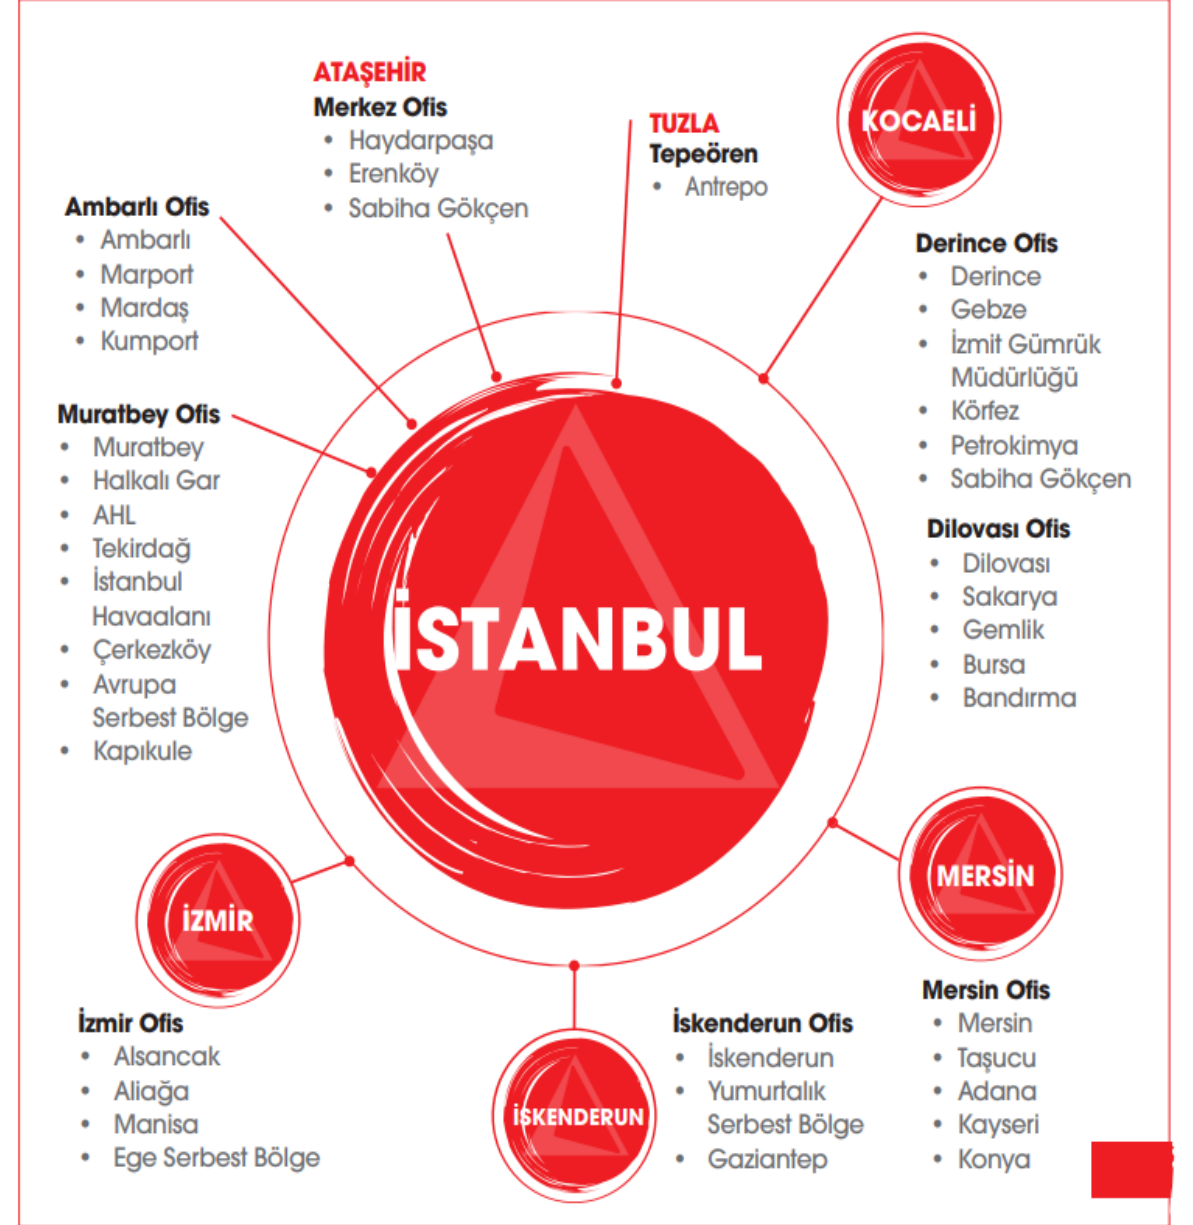 ATAŞEHİR
Merkez Ofis
• Haydarpaşa
• Erenköy
• Sabiha Gökçen
TUZLA
Tepeören
• Antrepo
KOCAELİ
Ambarlı Ofis
• Ambarlı
• Marport
• Mardaş
• Kumport
Derince Ofis
• Derince
• Gebze
• İzmit Gümrük
Müdürlüğü
• Körfez
• Petrokimya
• Sabiha Gökçen
Muratbey Ofis
• Muratbey
• Halkalı Gar
• AHL
• Tekirdağ
• İstanbul
Havaalanı
• Çerkezköy
• Avrupa
Serbest Bölge
• Kapıkule
Dilovası Ofis
• Dilovası
• Sakarya
• Gemlik
• Bursa
• Bandırma
İSTANBUL
İZMİR
MERSİN
İzmir Ofis
• Alsancak
• Aliağa
• Manisa
• Ege Serbest Bölge
İSKENDERUN
İskenderun Ofis
• İskenderun
• Yumurtalık
Serbest Bölge
• Gaziantep
Mersin Ofis
• Mersin
• Taşucu
• Adana
• Kayseri
• Konya